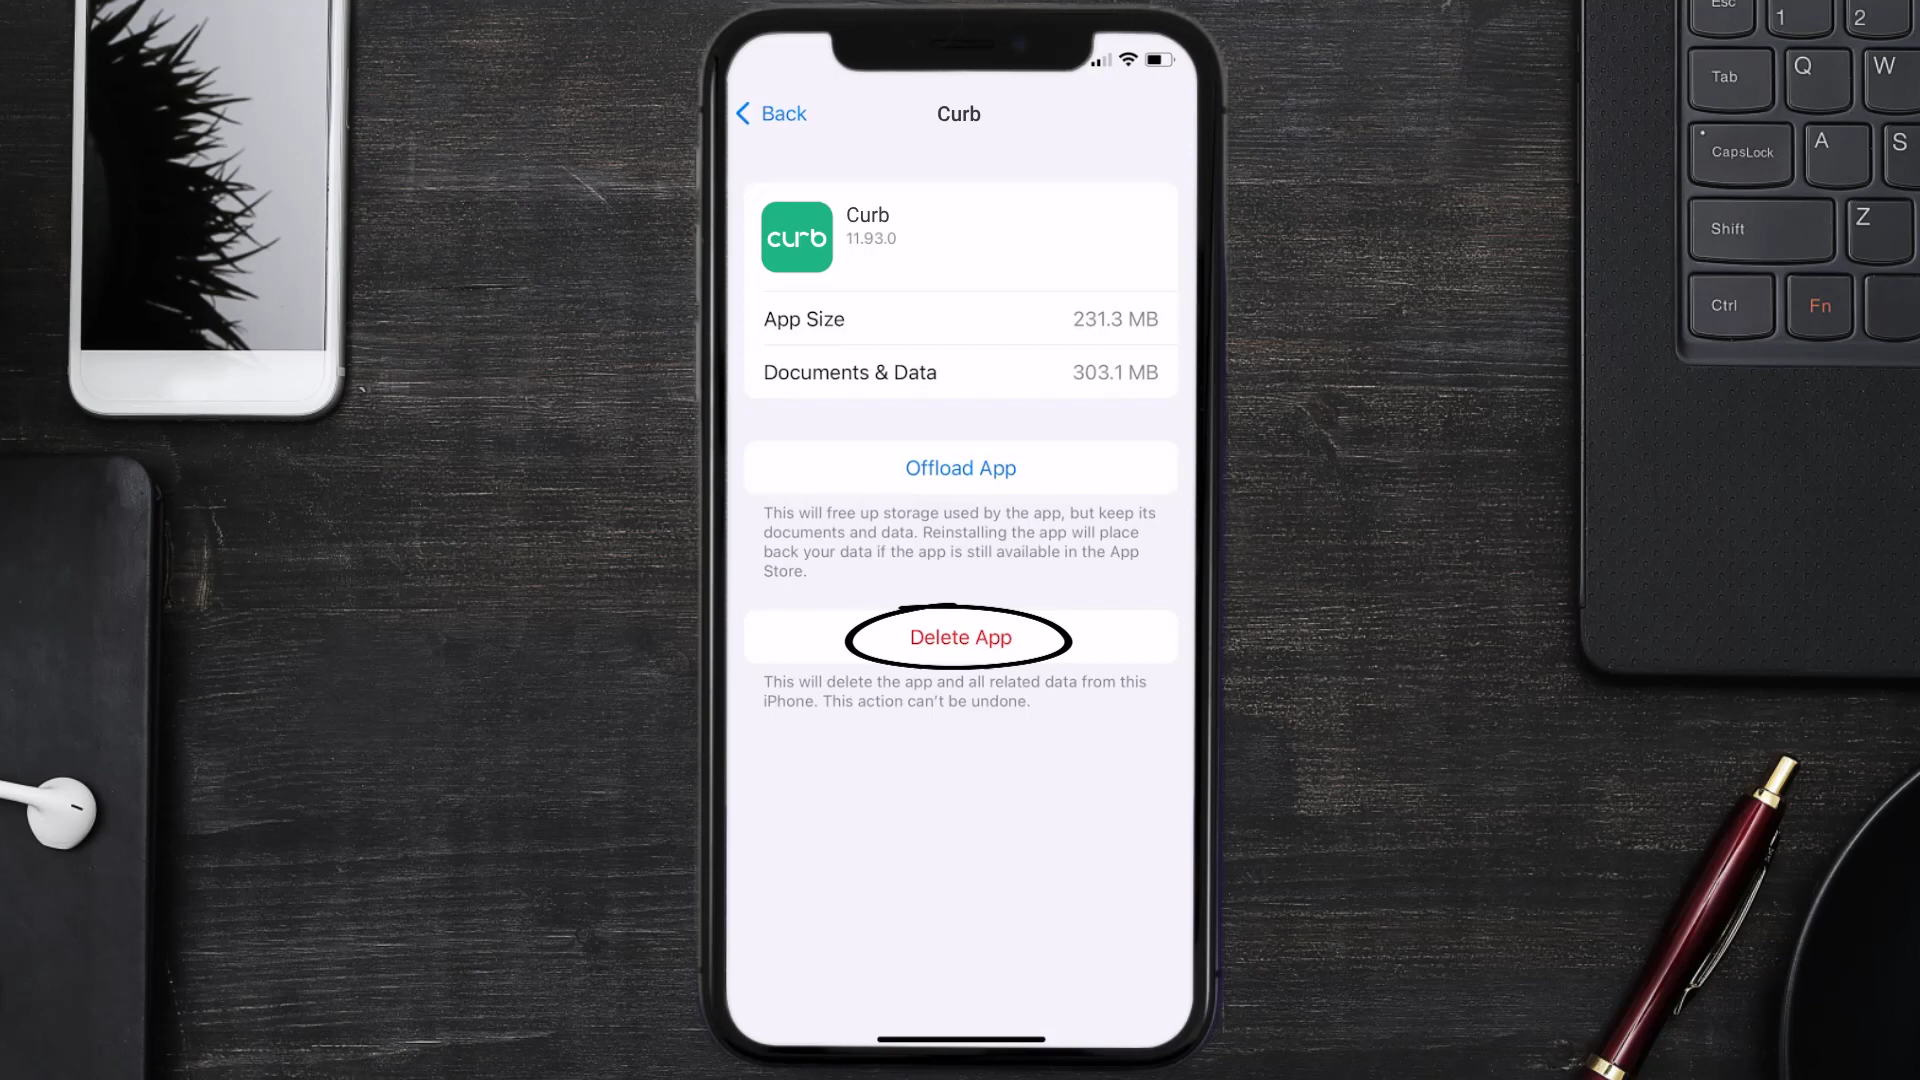 Back
Curb
curb
Curb
11.93.0
App Size 231.3 MB
Documents & Data 303.1 MB
Offload App
This will free up storage used by the app, but keep its
documents and data. Reinstalling the app will place
back your data if the app is still available in the App
Store.
Delete App
This will delete the app and all related data from this
iPhone. This action can't be undone.
Esc 1 2
Tab Q W
CapsLock A S
Shift Z
Ctrl Fn